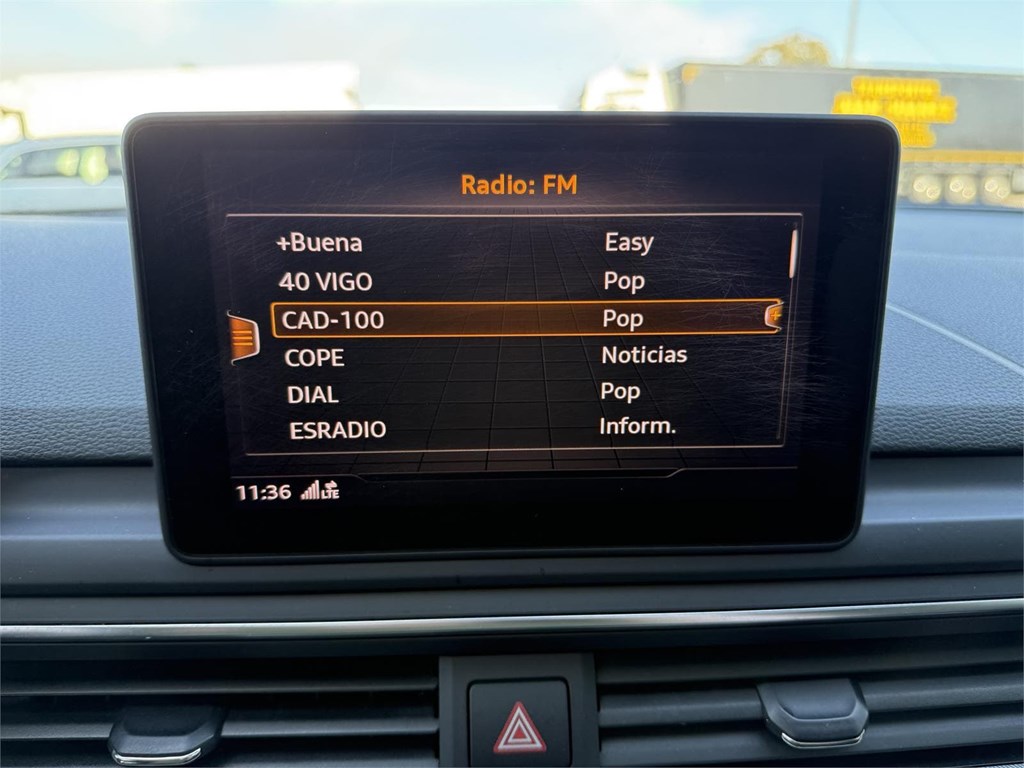 Radio: FM
+Buena Easy
40 VIGO Pop
CAD-100 Pop
COPE Noticias
DIAL Pop
ESRADIO Inform.
11:36 LTE